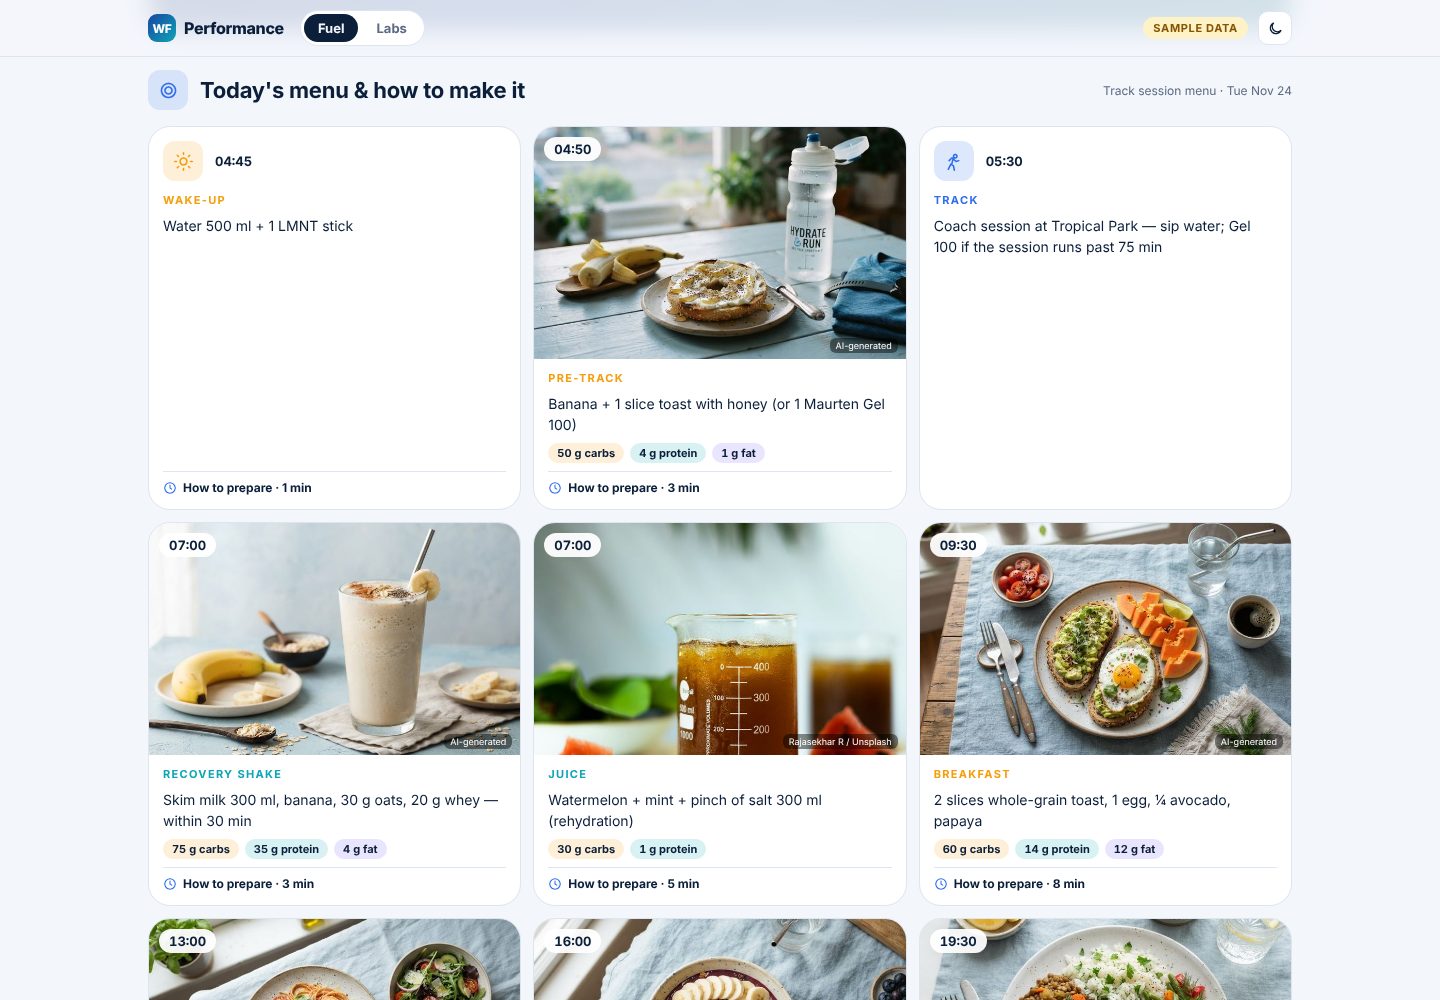 WF Performance Fuel Labs SAMPLE DATA
Today's menu & how to make it
Track session menu · Tue Nov 24
04:45
WAKE-UP
Water 500 ml + 1 LMNT stick
How to prepare · 1 min
04:50
HYDRATE
& RUN
AI-generated
PRE-TRACK
Banana + 1 slice toast with honey (or 1 Maurten Gel
100)
50 g carbs 4 g protein 1 g fat
How to prepare · 3 min
05:30
TRACK
Coach session at Tropical Park — sip water; Gel
100 if the session runs past 75 min
07:00
AI-generated
RECOVERY SHAKE
Skim milk 300 ml, banana, 30 g oats, 20 g whey —
within 30 min
75 g carbs 35 g protein 4 g fat
How to prepare · 3 min
07:00
0 400
100 300
200 200
1000
Rajasekhar R / Unsplash
JUICE
Watermelon + mint + pinch of salt 300 ml
(rehydration)
30 g carbs 1 g protein
How to prepare · 5 min
09:30
AI-generated
BREAKFAST
2 slices whole-grain toast, 1 egg, ¼ avocado,
papaya
60 g carbs 14 g protein 12 g fat
How to prepare · 8 min
13:00
16:00
19:30